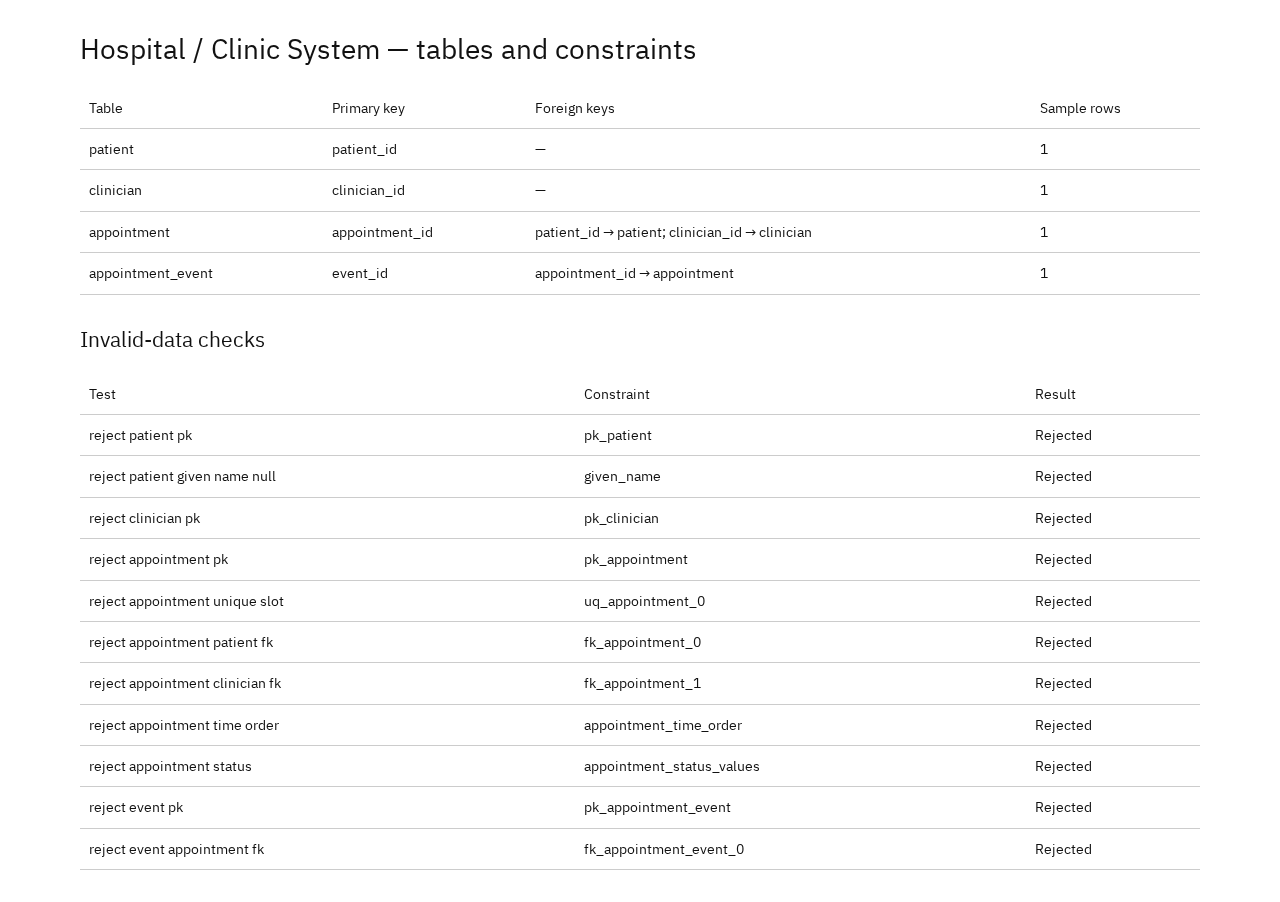 Hospital / Clinic System — tables and constraints
Table Primary key Foreign keys Sample rows
patient patient_id — 1
clinician clinician_id — 1
appointment appointment_id patient_id → patient; clinician_id → clinician 1
appointment_event event_id appointment_id → appointment 1
Invalid-data checks
Test Constraint Result
reject patient pk pk_patient Rejected
reject patient given name null given_name Rejected
reject clinician pk pk_clinician Rejected
reject appointment pk pk_appointment Rejected
reject appointment unique slot uq_appointment_0 Rejected
reject appointment patient fk fk_appointment_0 Rejected
reject appointment clinician fk fk_appointment_1 Rejected
reject appointment time order appointment_time_order Rejected
reject appointment status appointment_status_values Rejected
reject event pk pk_appointment_event Rejected
reject event appointment fk fk_appointment_event_0 Rejected